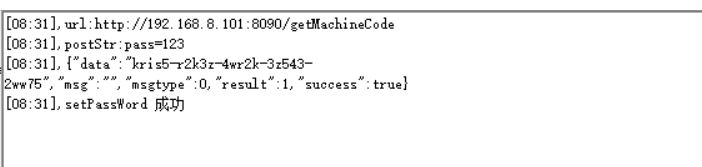 [08:31],url:http://192.168.8.101:8090/getMachineCode
[08:31],postStr:pass=123
[08:31],{"data":"kris5-r2k3z-4wr2k-3z543-
2ww75","msg":"","msgtype":0,"result":1,"success":true}
[08:31],setPassWord 成功